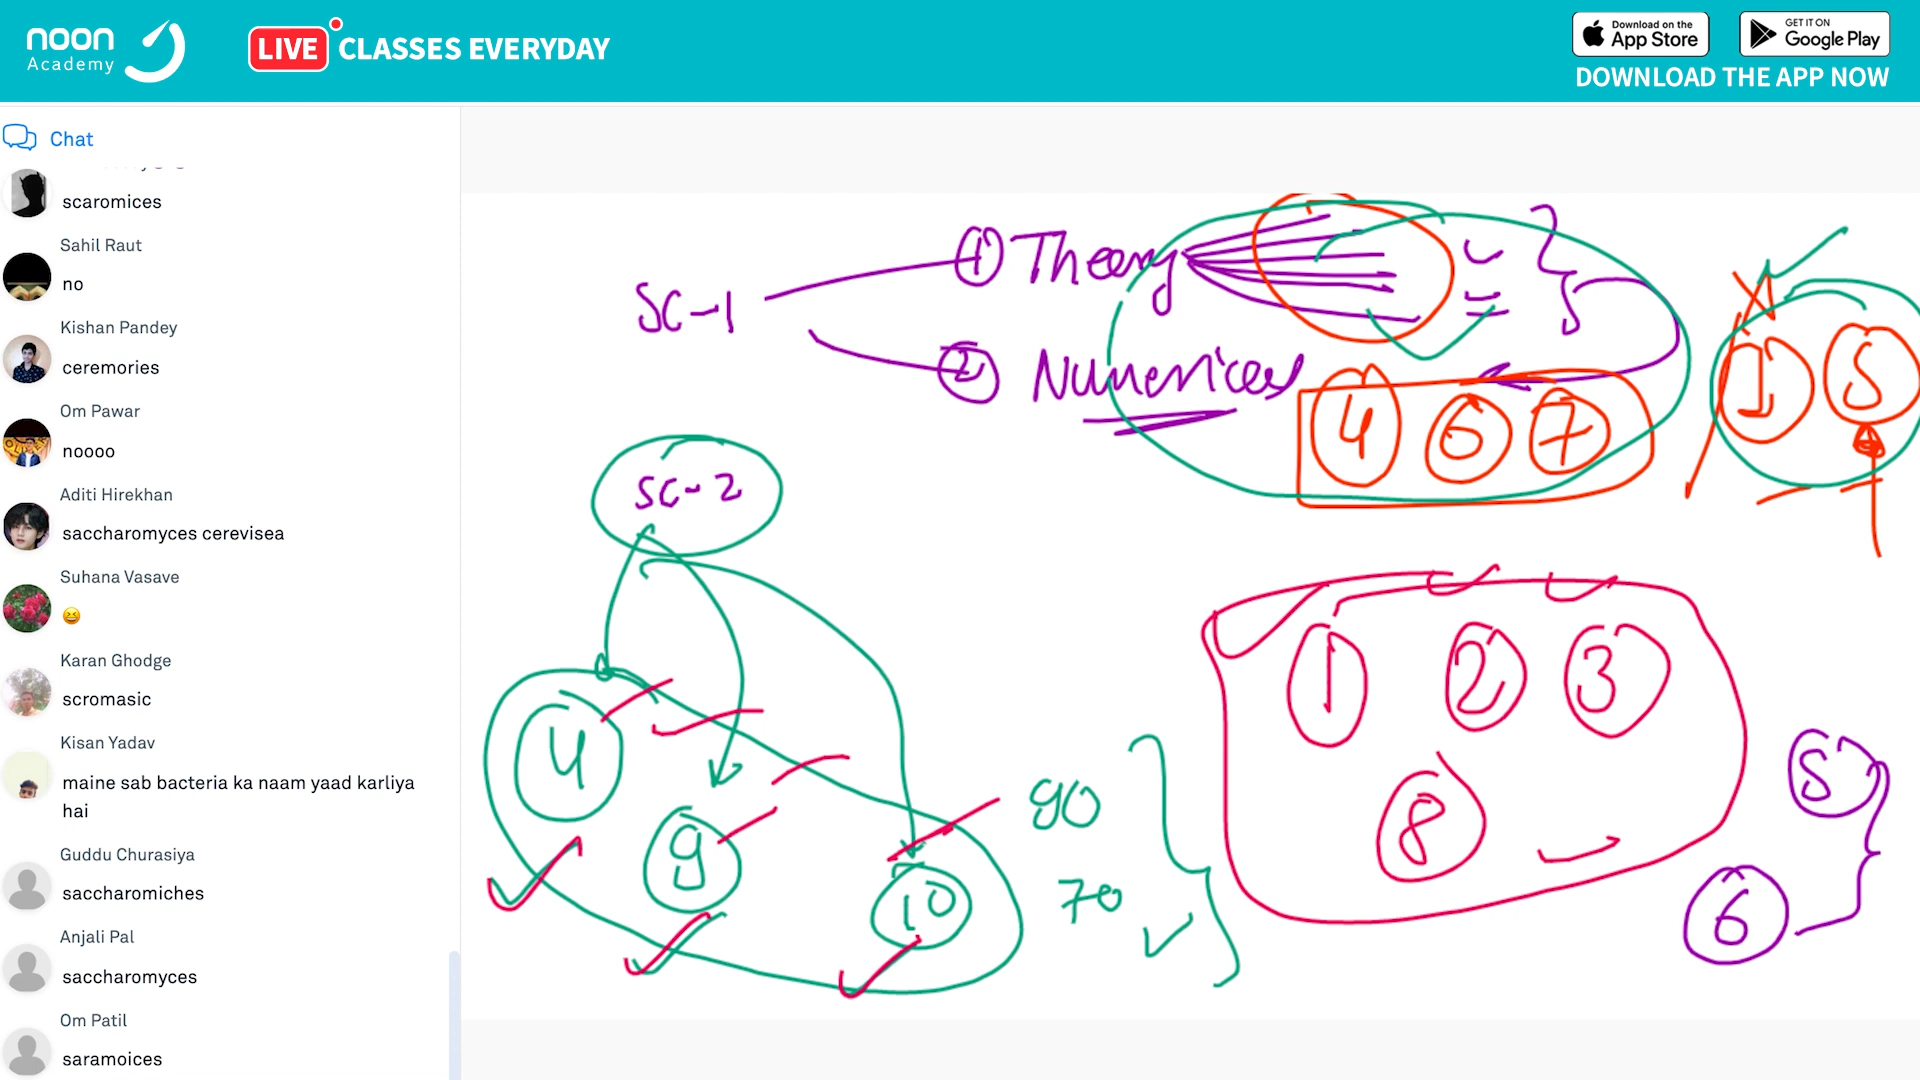 noon
Academy
LIVE CLASSES EVERYDAY
Download on the
App Store
GET IT ON
Google Play
DOWNLOAD THE APP NOW
Chat
scaromices
Sahil Raut
no
Kishan Pandey
ceremories
Om Pawar
noooo
Aditi Hirekhan
saccharomyces cerevisea
Suhana Vasave
😆
Karan Ghodge
scromasic
Kisan Yadav
maine sab bacteria ka naam yaad karliya
hai
Guddu Churasiya
saccharomiches
Anjali Pal
saccharomyces
Om Patil
saramoices
SC-1
① Theory
② Numericals
4 6 7
1 5
SC-2
4
9
10
90
70
1 2 3
8
5
6